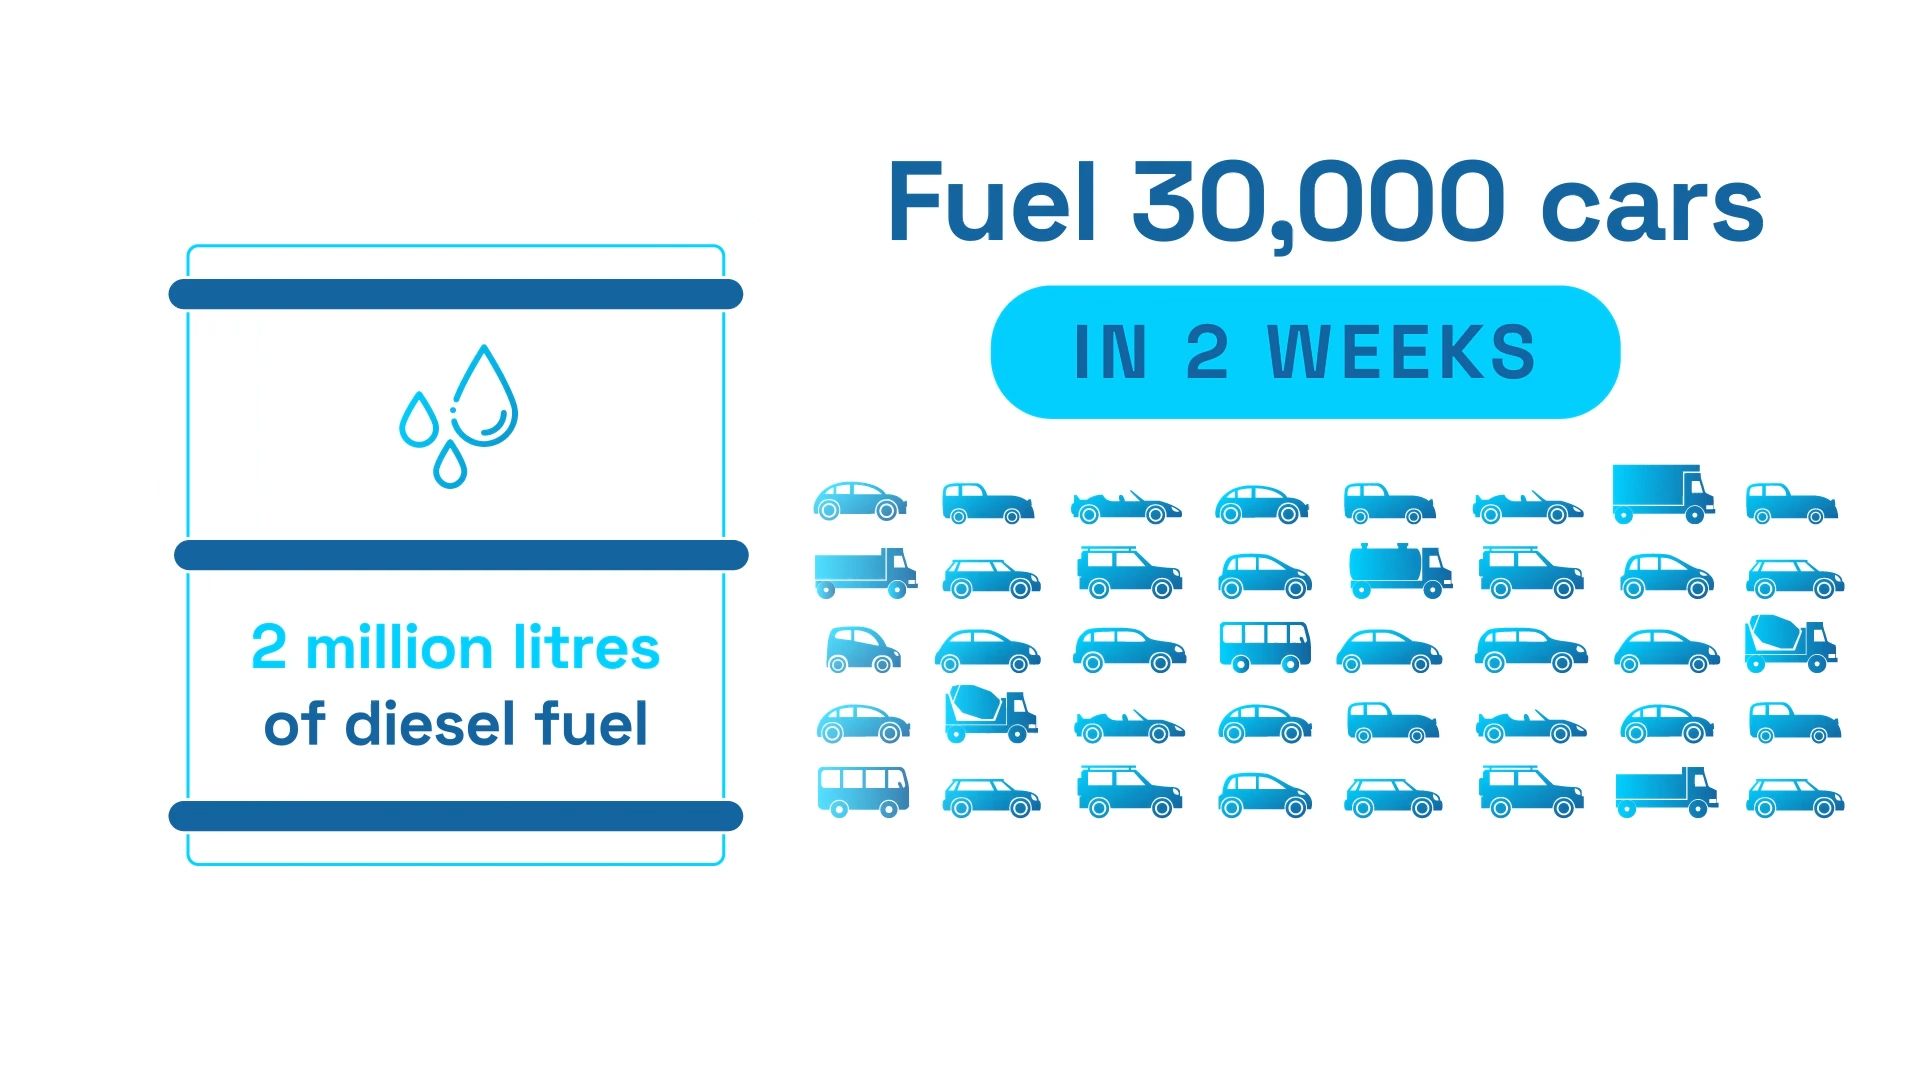 Fuel 30,000 cars
IN 2 WEEKS
2 million litres
of diesel fuel